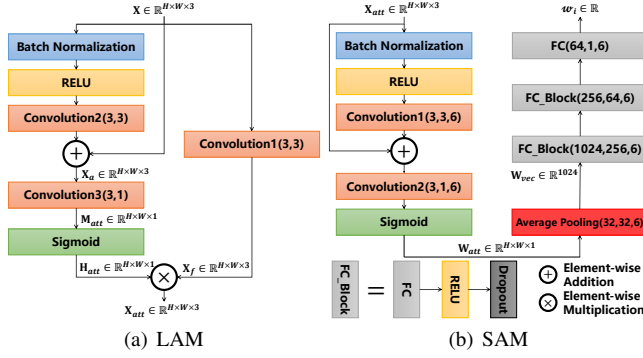 X ∈ ℝ^{H×W×3}
Batch Normalization
RELU
Convolution2(3,3)
X_a ∈ ℝ^{H×W×3}
Convolution3(3,1)
M_att ∈ ℝ^{H×W×1}
Sigmoid
H_att ∈ ℝ^{H×W×1}
Convolution1(3,3)
X_f ∈ ℝ^{H×W×3}
X_att ∈ ℝ^{H×W×3}
(a) LAM
X_att ∈ ℝ^{H×W×3}
Batch Normalization
RELU
Convolution1(3,3,6)
Convolution2(3,1,6)
Sigmoid
W_att ∈ ℝ^{H×W×1}
w_i ∈ ℝ
FC(64,1,6)
FC_Block(256,64,6)
FC_Block(1024,256,6)
W_vec ∈ ℝ^{1024}
Average Pooling(32,32,6)
FC_Block
=
FC
RELU
Dropout
Element-wise
Addition
Element-wise
Multiplication
(b) SAM